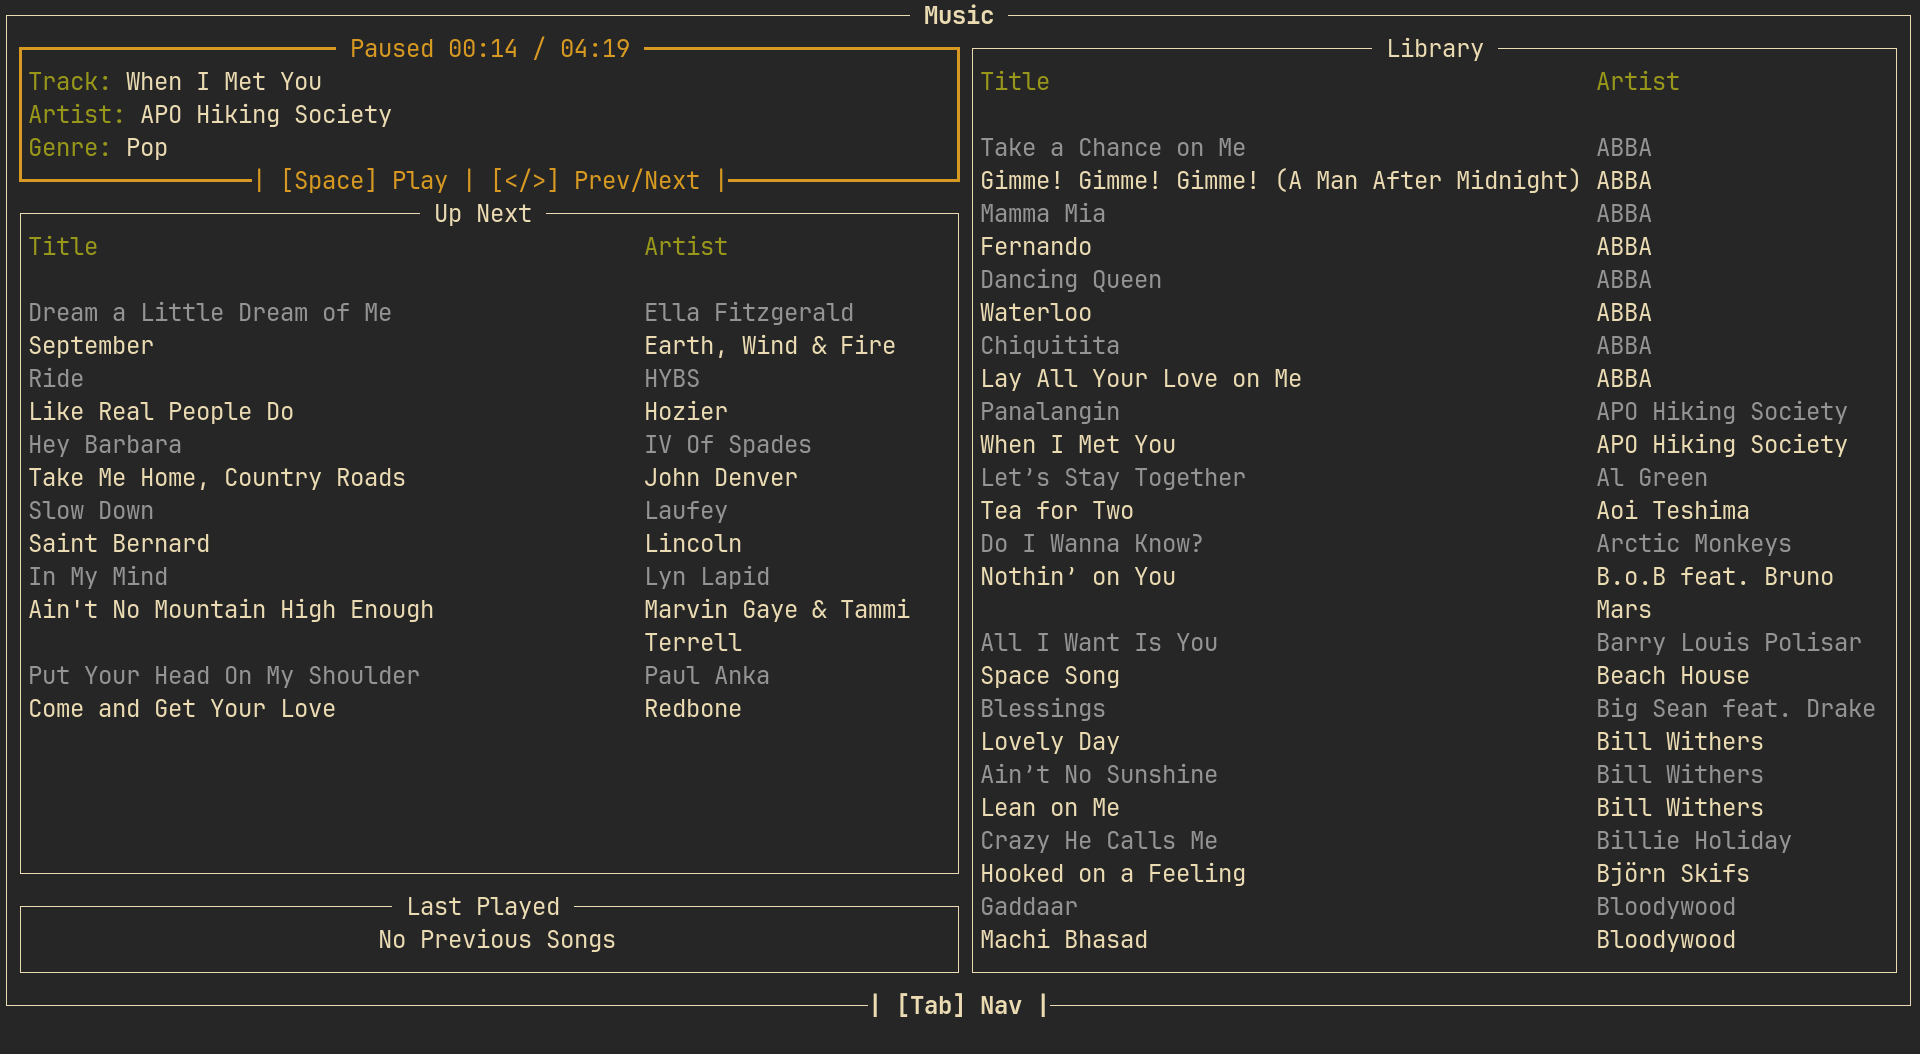 Music
Paused 00:14 / 04:19
Track: When I Met You
Artist: APO Hiking Society
Genre: Pop
| [Space] Play | [</>] Prev/Next |
Up Next
Title Artist
Dream a Little Dream of Me Ella Fitzgerald
September Earth, Wind & Fire
Ride HYBS
Like Real People Do Hozier
Hey Barbara IV Of Spades
Take Me Home, Country Roads John Denver
Slow Down Laufey
Saint Bernard Lincoln
In My Mind Lyn Lapid
Ain't No Mountain High Enough Marvin Gaye & Tammi
Terrell
Put Your Head On My Shoulder Paul Anka
Come and Get Your Love Redbone
Last Played
No Previous Songs
Library
Title Artist
Take a Chance on Me ABBA
Gimme! Gimme! Gimme! (A Man After Midnight) ABBA
Mamma Mia ABBA
Fernando ABBA
Dancing Queen ABBA
Waterloo ABBA
Chiquitita ABBA
Lay All Your Love on Me ABBA
Panalangin APO Hiking Society
When I Met You APO Hiking Society
Let’s Stay Together Al Green
Tea for Two Aoi Teshima
Do I Wanna Know? Arctic Monkeys
Nothin’ on You B.o.B feat. Bruno
Mars
All I Want Is You Barry Louis Polisar
Space Song Beach House
Blessings Big Sean feat. Drake
Lovely Day Bill Withers
Ain’t No Sunshine Bill Withers
Lean on Me Bill Withers
Crazy He Calls Me Billie Holiday
Hooked on a Feeling Björn Skifs
Gaddaar Bloodywood
Machi Bhasad Bloodywood
| [Tab] Nav |